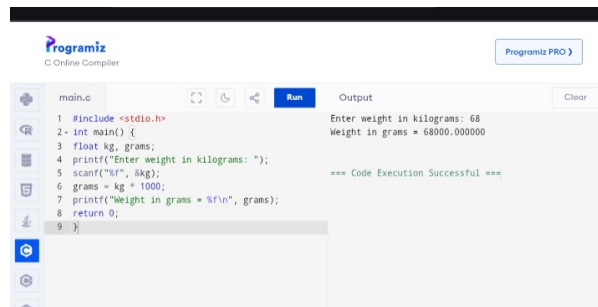 Programiz
C Online Compiler
Programiz PRO >
main.c
Run
Output
Clear
1 #include <stdio.h>
2 - int main() {
3 float kg, grams;
4 printf("Enter weight in kilograms: ");
5 scanf("%f", &kg);
6 grams = kg * 1000;
7 printf("Weight in grams = %f\n", grams);
8 return 0;
9 }
Enter weight in kilograms: 68
Weight in grams = 68000.000000
=== Code Execution Successful ===